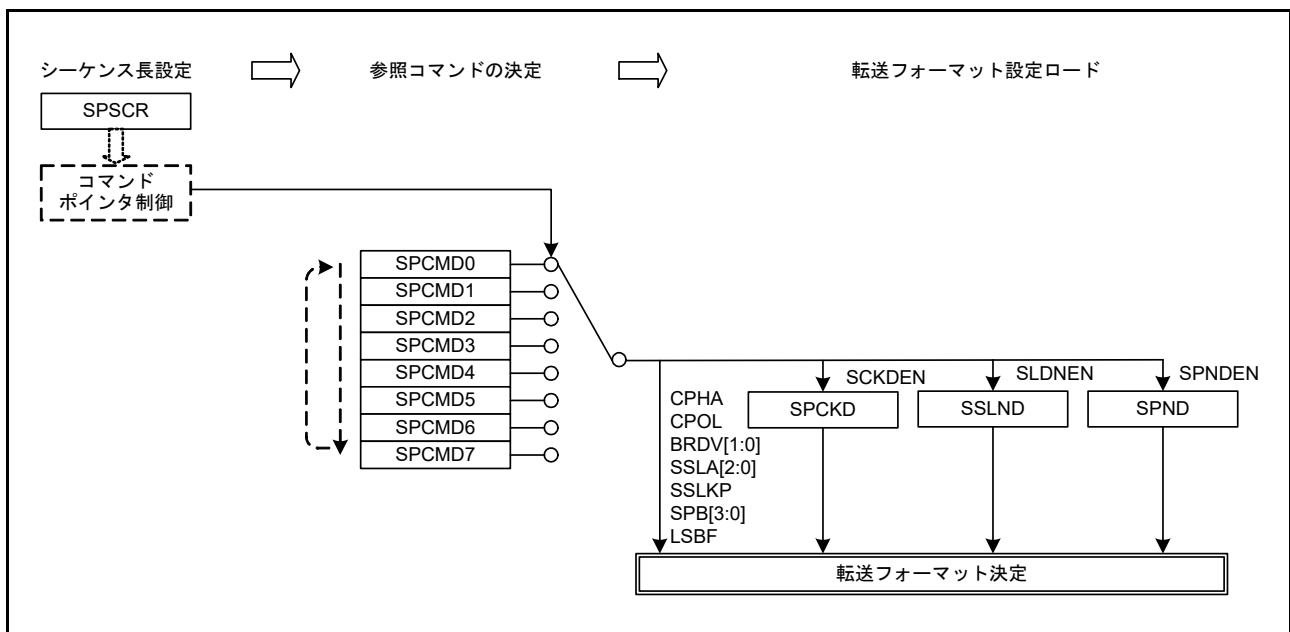 シーケンス長設定
参照コマンドの決定
転送フォーマット設定ロード
SPSCR
コマンド
ポインタ制御
SPCMD0
SPCMD1
SPCMD2
SPCMD3
SPCMD4
SPCMD5
SPCMD6
SPCMD7
CPHA
CPOL
BRDV[1:0]
SSLA[2:0]
SSLKP
SPB[3:0]
LSBF
SCKDEN
SPCKD
SLDNEN
SSLND
SPNDEN
SPND
転送フォーマット決定